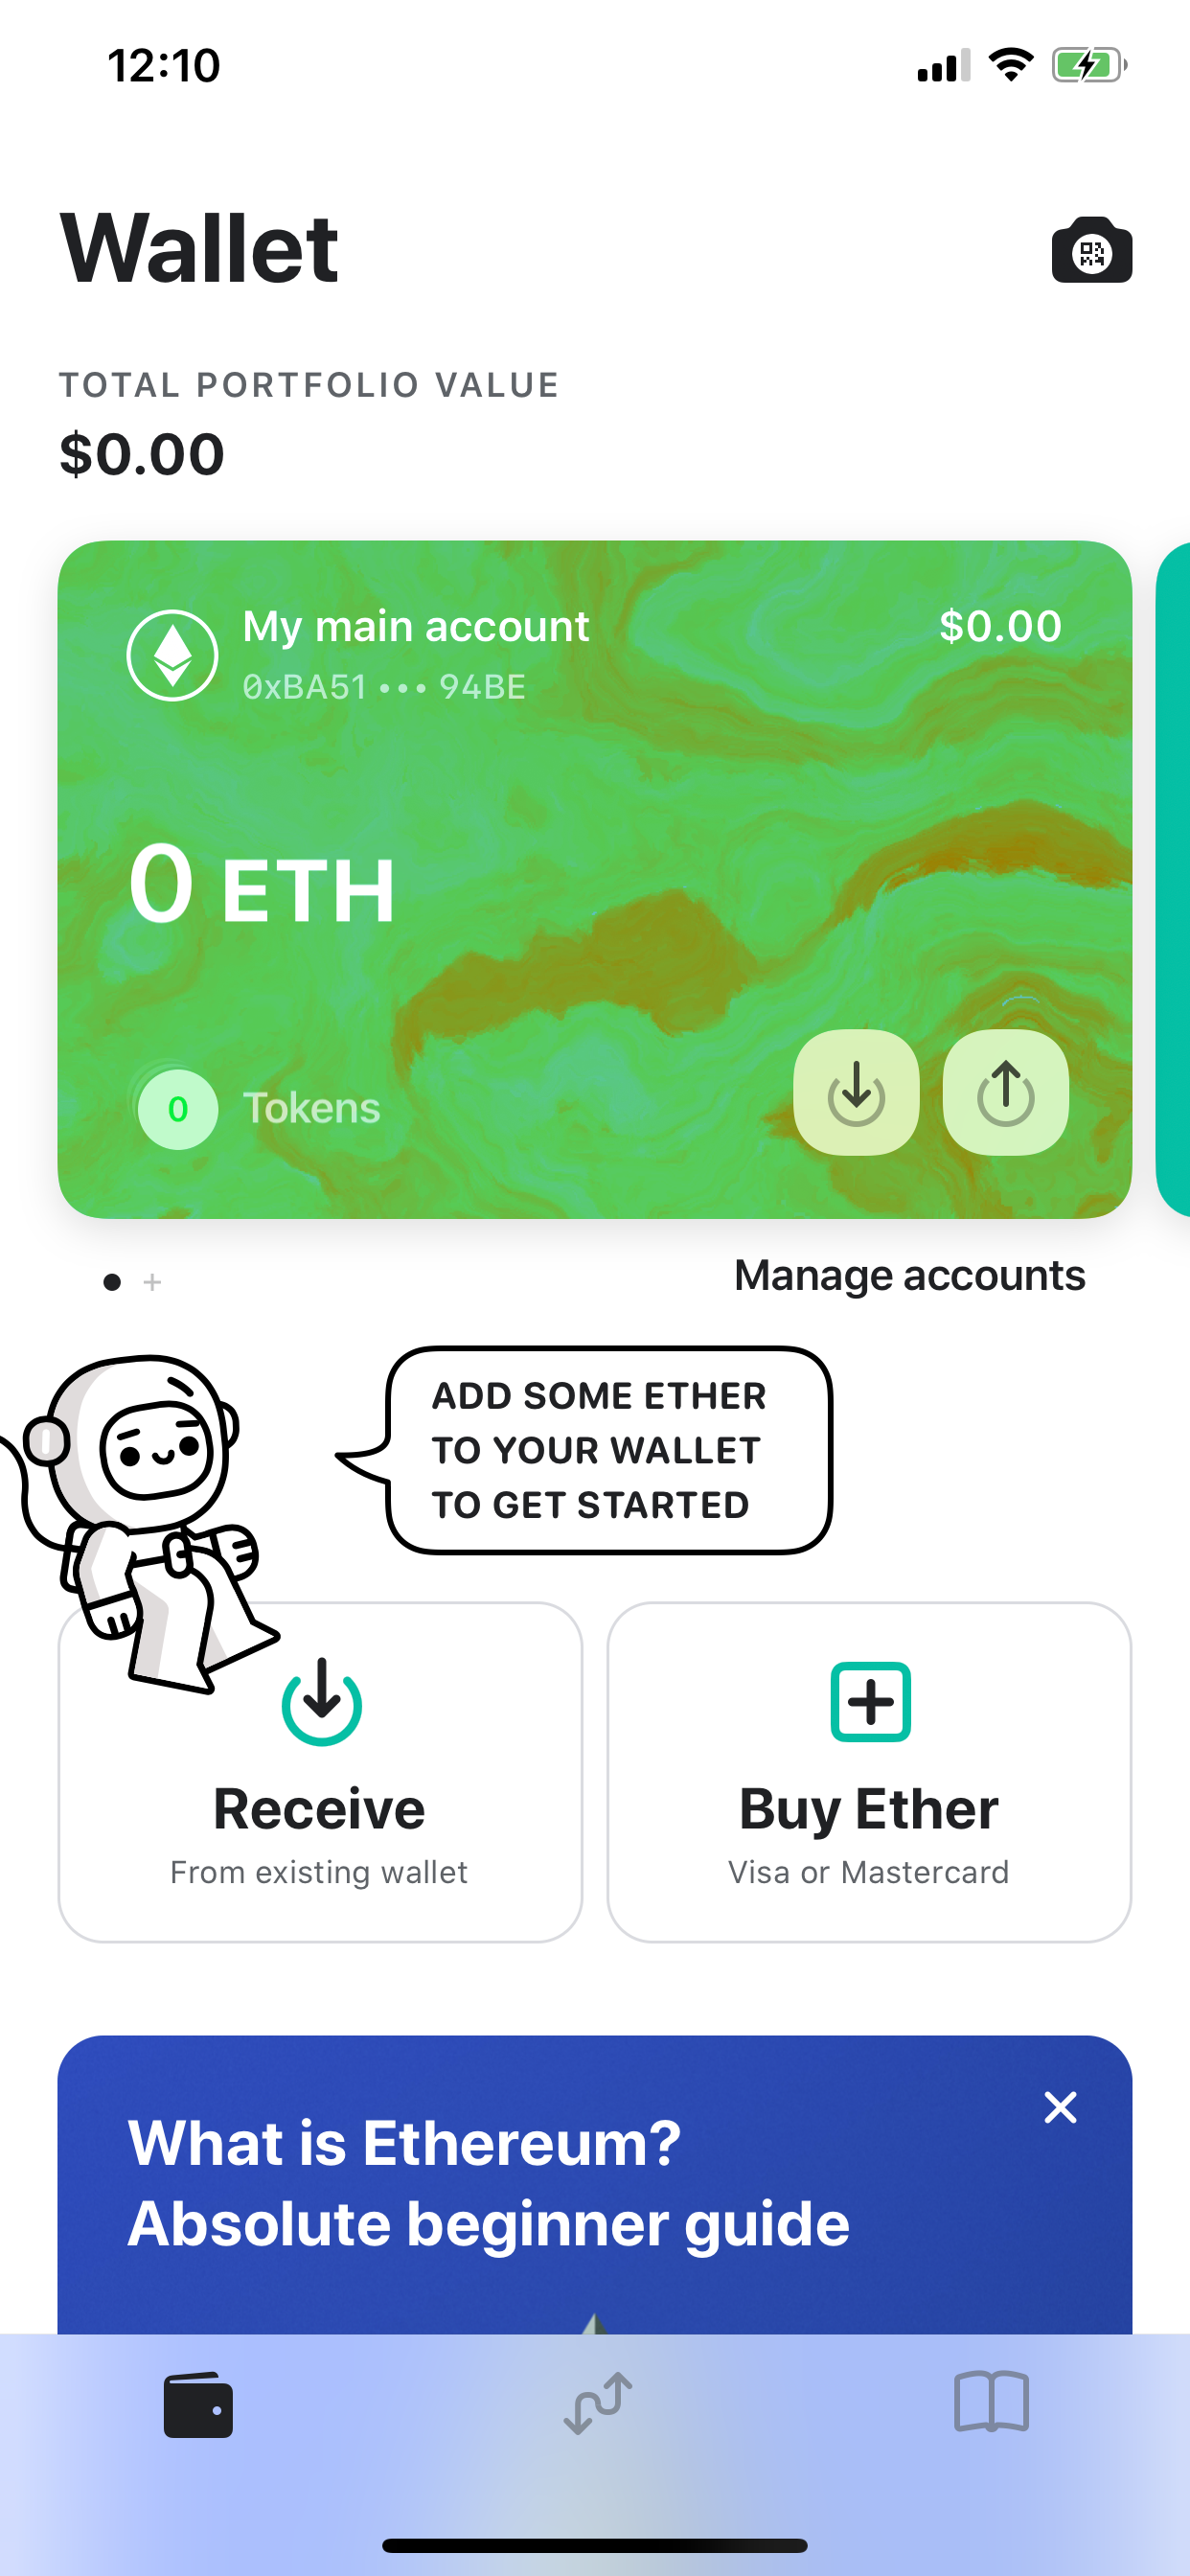 12:10
Wallet
TOTAL PORTFOLIO VALUE
$0.00
My main account
$0.00
0xBA51 ••• 94BE
0 ETH
0 Tokens
Manage accounts
ADD SOME ETHER
TO YOUR WALLET
TO GET STARTED
Receive
From existing wallet
Buy Ether
Visa or Mastercard
What is Ethereum?
Absolute beginner guide